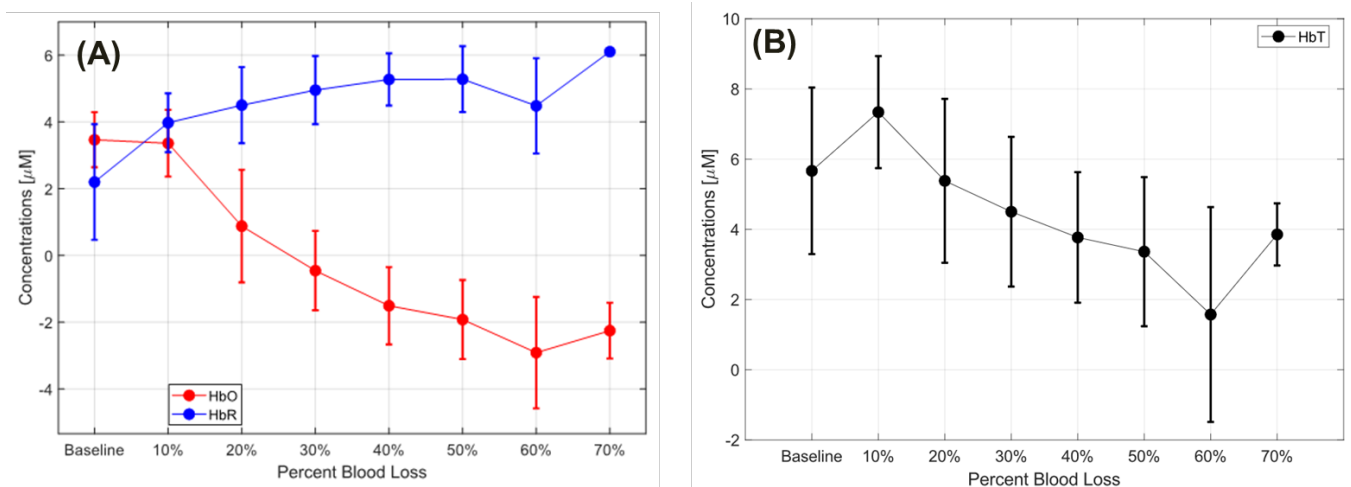 (A)
6
4
2
0
-2
-4
Concentrations [μM]
HbO
HbR
Baseline 10% 20% 30% 40% 50% 60% 70%
Percent Blood Loss
(B)
HbT
10
8
6
4
2
0
-2
Concentrations [μM]
Baseline 10% 20% 30% 40% 50% 60% 70%
Percent Blood Loss